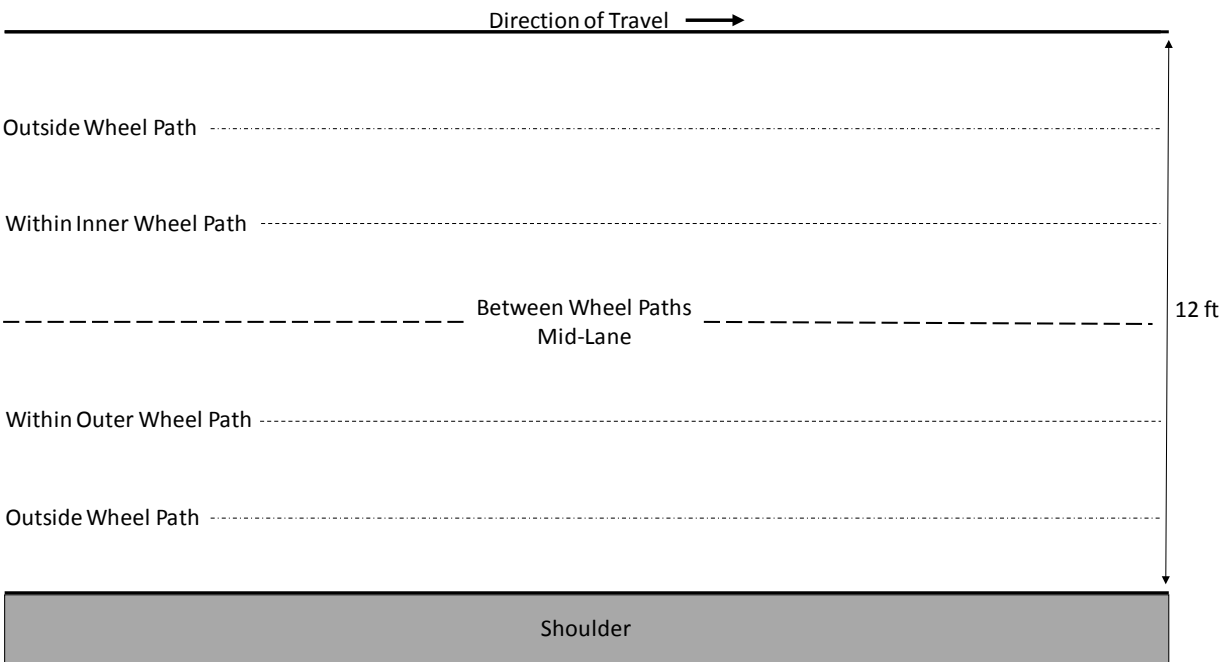 Direction of Travel
Outside Wheel Path
Within Inner Wheel Path
Between Wheel Paths
Mid-Lane
12 ft
Within Outer Wheel Path
Outside Wheel Path
Shoulder